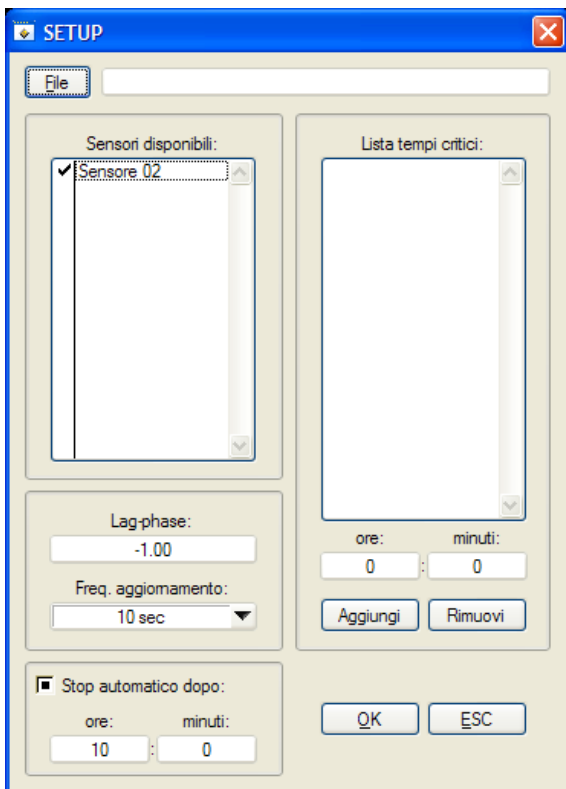 SETUP
File
Sensori disponibili:
Sensore 02
Lista tempi critici:
Lag-phase:
-1.00
Freq. aggiornamento:
10 sec
ore: minuti:
0 : 0
Aggiungi Rimuovi
Stop automatico dopo:
ore: minuti:
10 : 0
OK ESC